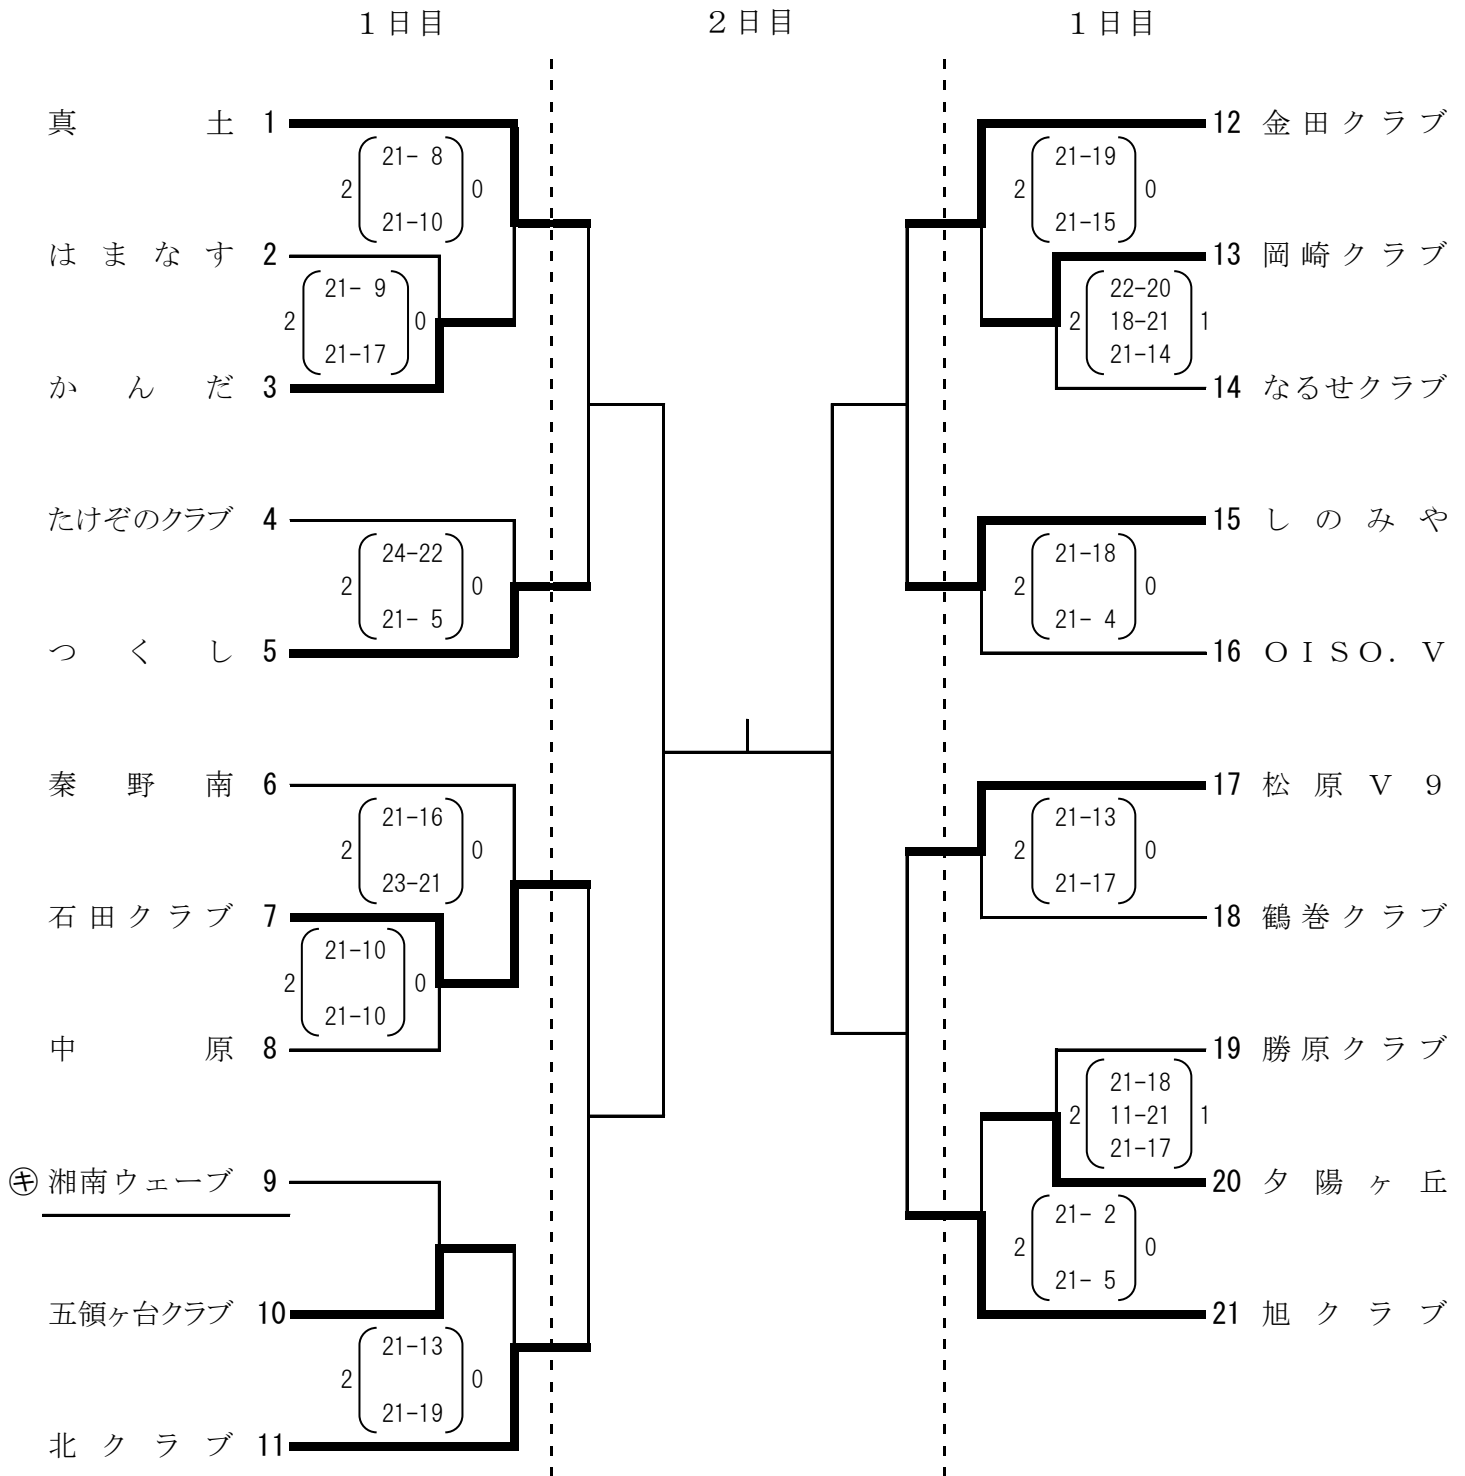 １日目　２日目　１日目
真土 1
21- 8
2 0
21-10
はまなす 2
21- 9
2 0
21-17
かんだ 3
たけぞのクラブ 4
24-22
2 0
21- 5
つくし 5
秦野南 6
21-16
2 0
23-21
石田クラブ 7
21-10
2 0
21-10
中原 8
㋖ 湘南ウェーブ 9
五領ヶ台クラブ 10
21-13
2 0
21-19
北クラブ 11
12 金田クラブ
21-19
2 0
21-15
13 岡崎クラブ
22-20
2 18-21 1
21-14
14 なるせクラブ
15 しのみや
21-18
2 0
21- 4
16 ＯＩＳＯ．Ｖ
17 松原Ｖ９
21-13
2 0
21-17
18 鶴巻クラブ
19 勝原クラブ
21-18
2 11-21 1
21-17
20 夕陽ヶ丘
21- 2
2 0
21- 5
21 旭クラブ